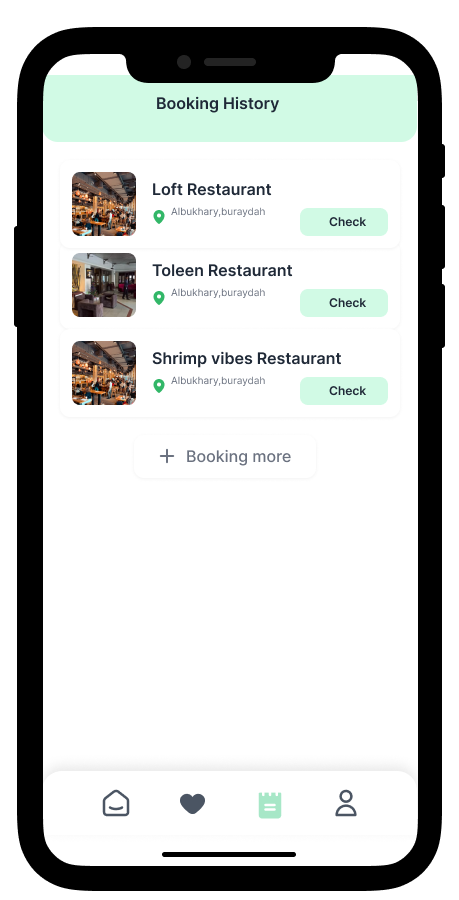 Booking History
Loft Restaurant
Albukhary,buraydah
Check
Toleen Restaurant
Albukhary,buraydah
Check
Shrimp vibes Restaurant
Albukhary,buraydah
Check
+ Booking more